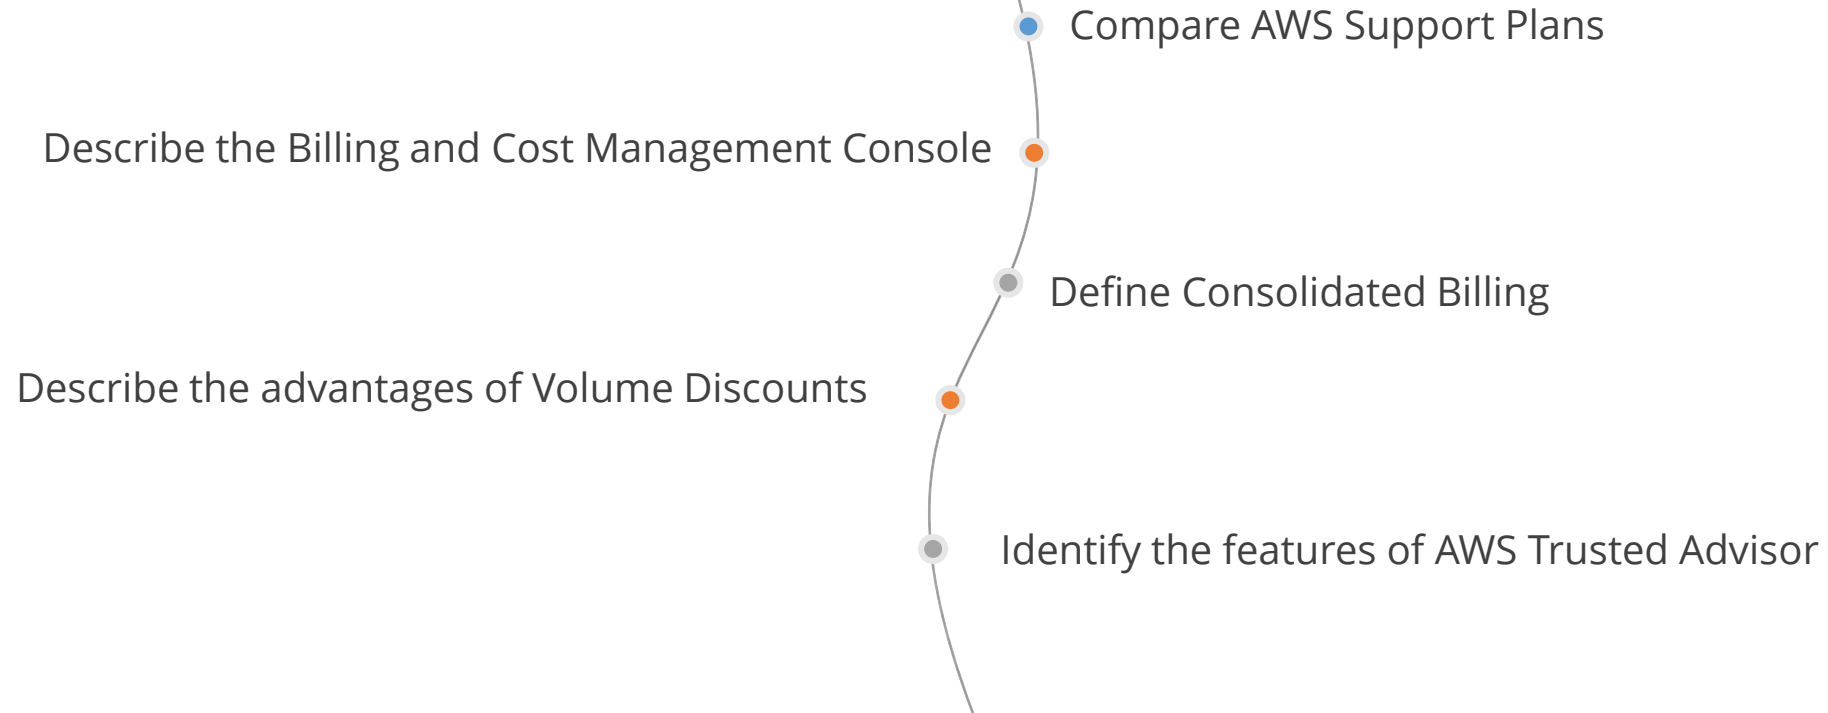 Compare AWS Support Plans
Describe the Billing and Cost Management Console
Define Consolidated Billing
Describe the advantages of Volume Discounts
Identify the features of AWS Trusted Advisor